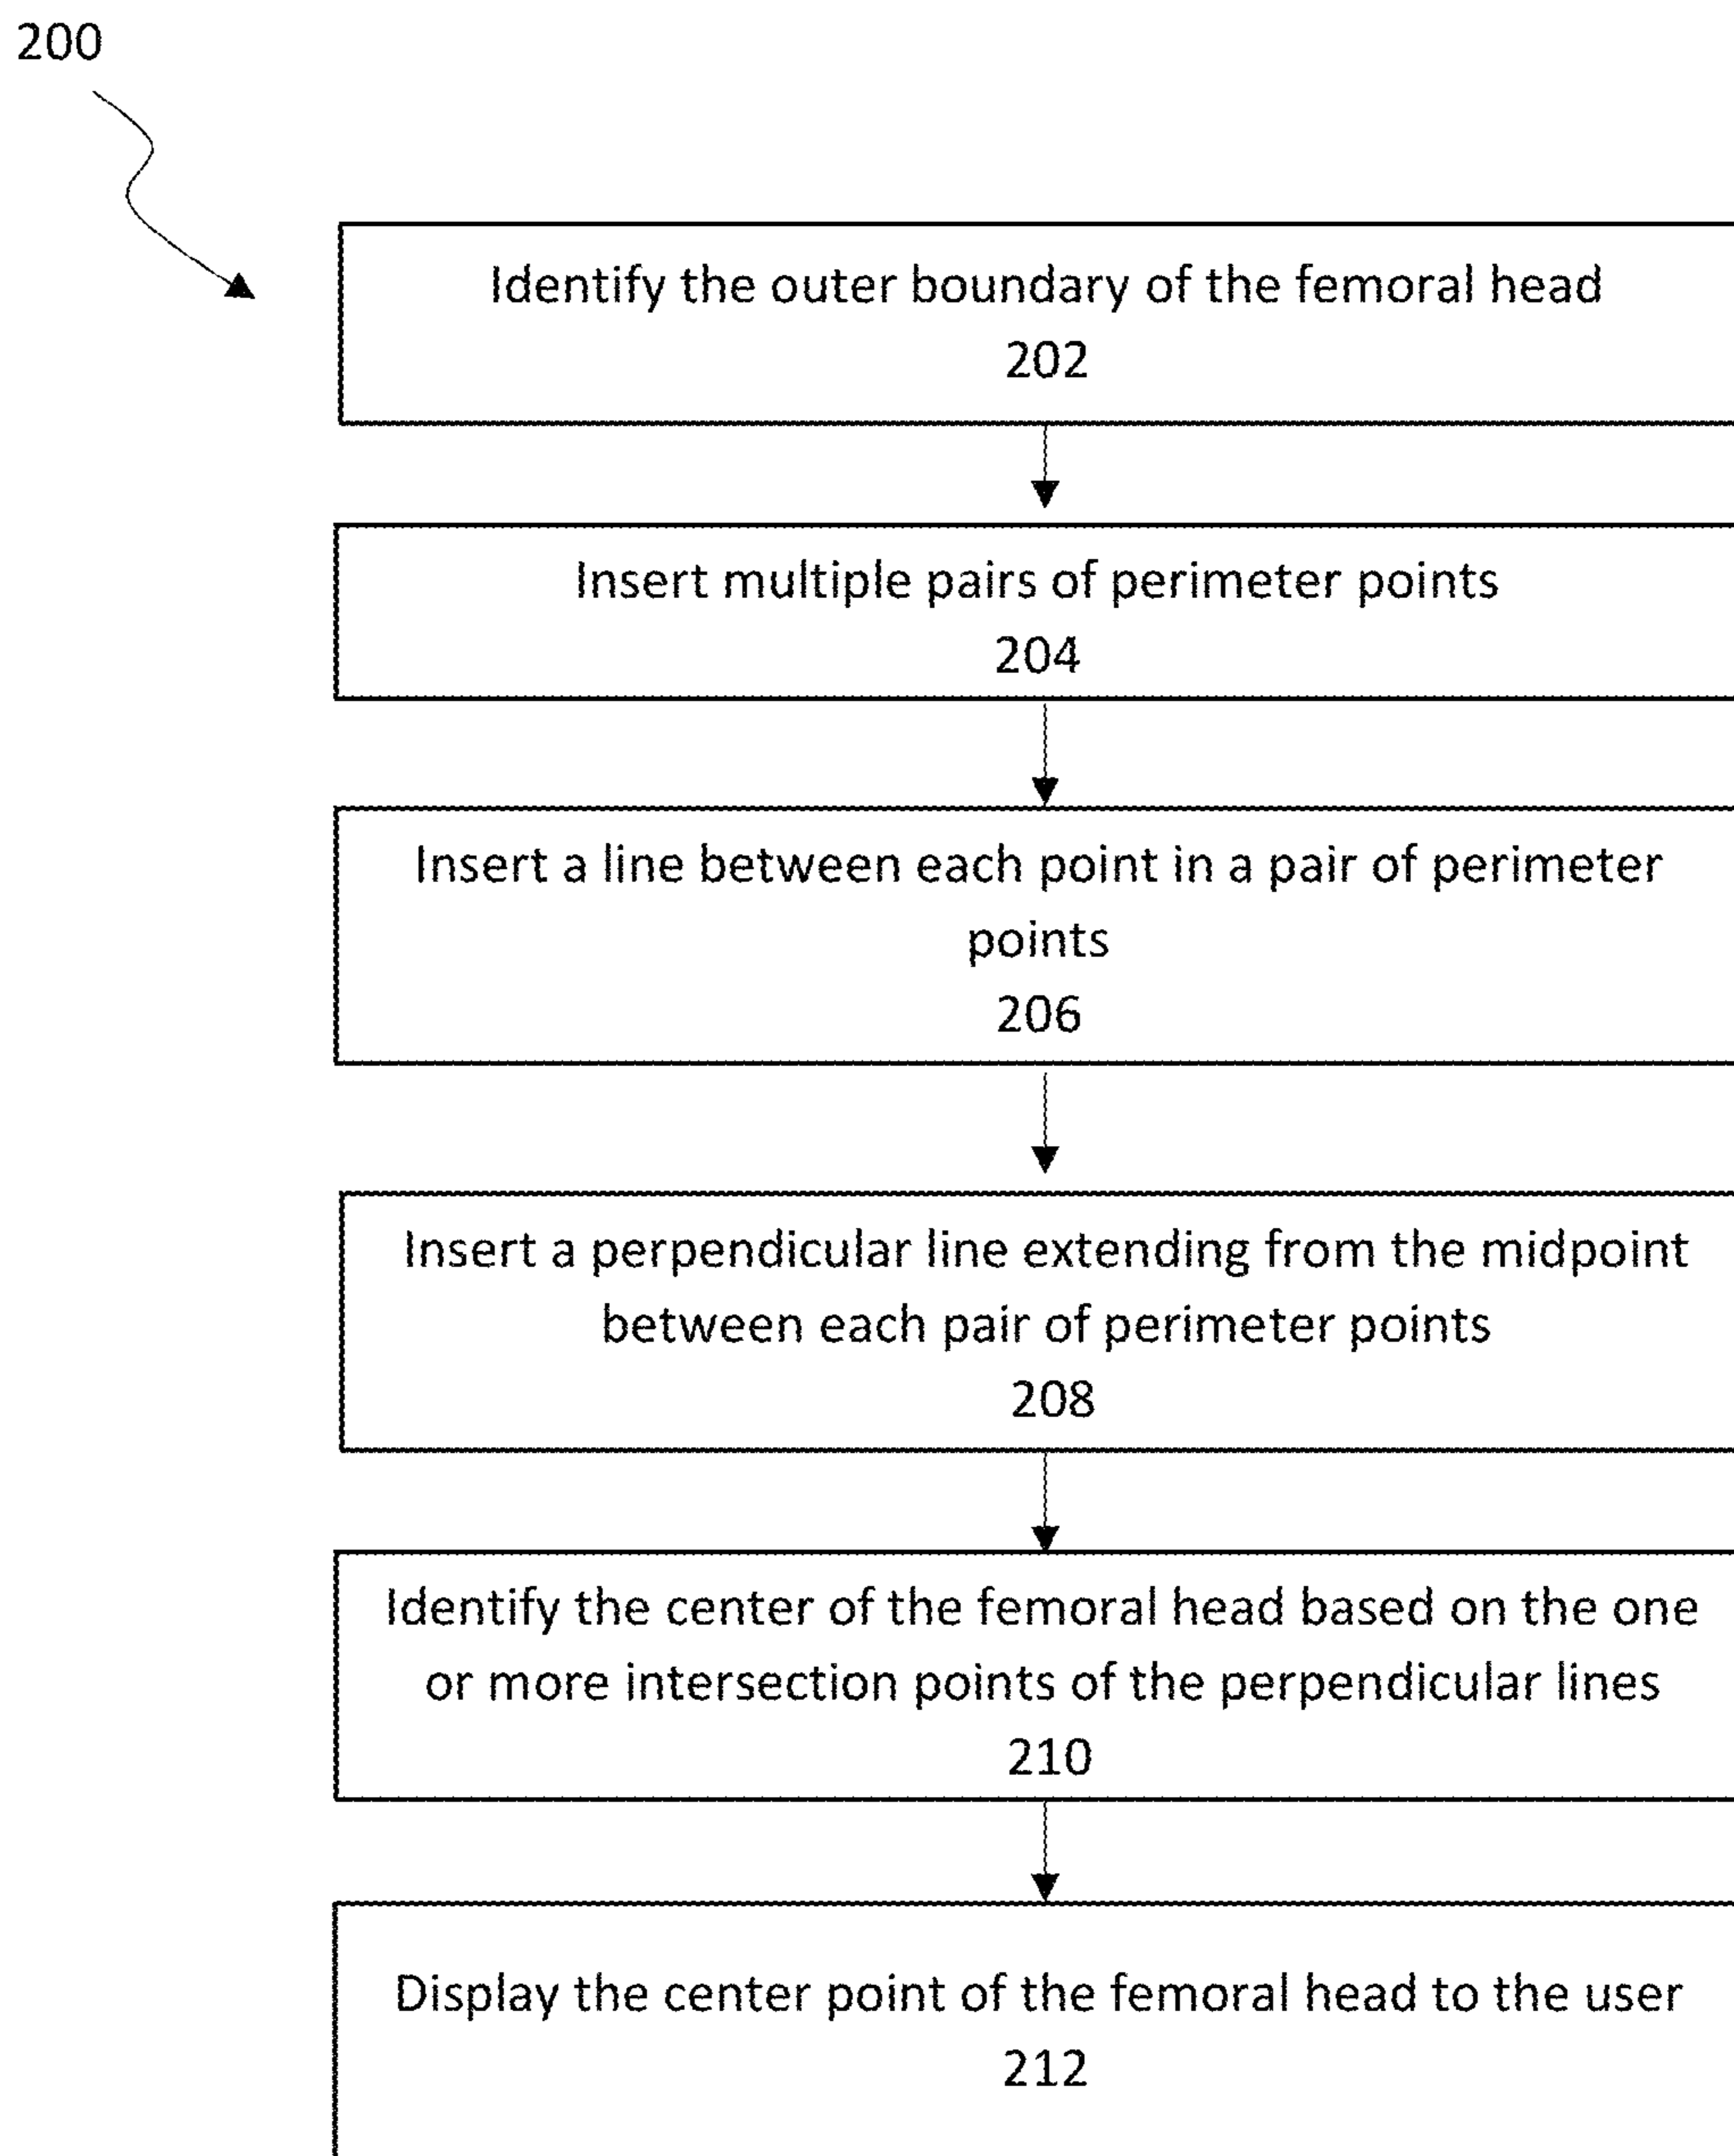 200
Identify the outer boundary of the femoral head
202
Insert multiple pairs of perimeter points
204
Insert a line between each point in a pair of perimeter
points
206
Insert a perpendicular line extending from the midpoint
between each pair of perimeter points
208
Identify the center of the femoral head based on the one
or more intersection points of the perpendicular lines
210
Display the center point of the femoral head to the user
212